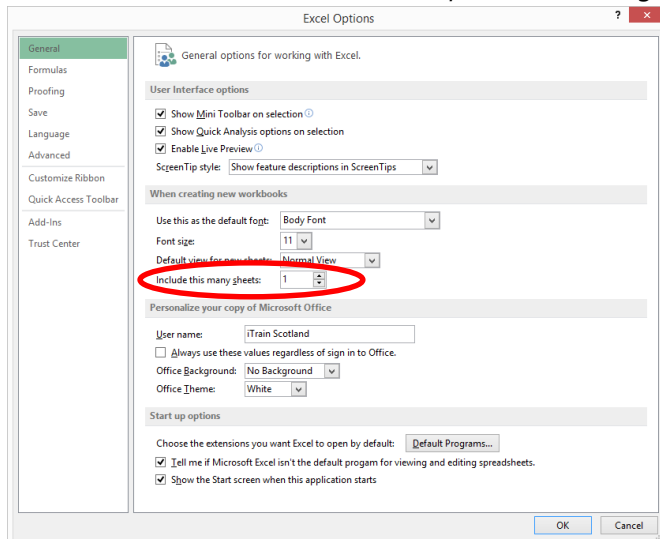 Excel Options
? ×
General
Formulas
Proofing
Save
Language
Advanced
Customize Ribbon
Quick Access Toolbar
Add-Ins
Trust Center
General options for working with Excel.
User Interface options
Show Mini Toolbar on selection
Show Quick Analysis options on selection
Enable Live Preview
ScreenTip style: Show feature descriptions in ScreenTips
When creating new workbooks
Use this as the default font: Body Font
Font size: 11
Default view for new sheets: Normal View
Include this many sheets: 1
Personalize your copy of Microsoft Office
User name: iTrain Scotland
Always use these values regardless of sign in to Office.
Office Background: No Background
Office Theme: White
Start up options
Choose the extensions you want Excel to open by default: Default Programs...
Tell me if Microsoft Excel isn't the default progam for viewing and editing spreadsheets.
Show the Start screen when this application starts
OK Cancel